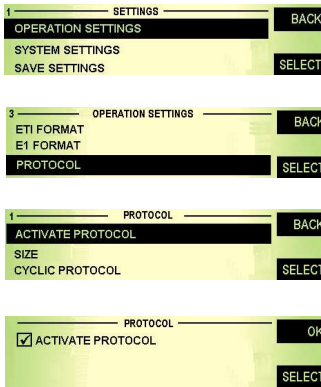 1 SETTINGS BACK
OPERATION SETTINGS
SYSTEM SETTINGS
SAVE SETTINGS SELECT
3 OPERATION SETTINGS BACK
ETI FORMAT
E1 FORMAT
PROTOCOL SELECT
1 PROTOCOL BACK
ACTIVATE PROTOCOL
SIZE
CYCLIC PROTOCOL SELECT
PROTOCOL OK
ACTIVATE PROTOCOL
SELECT